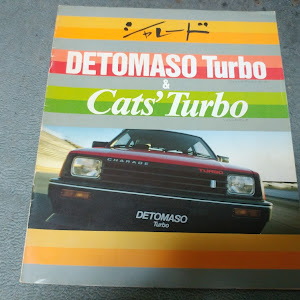 シャレード
DETOMASO Turbo
&
Cats' Turbo
CHARADE
TURBO
DETOMASO
Turbo